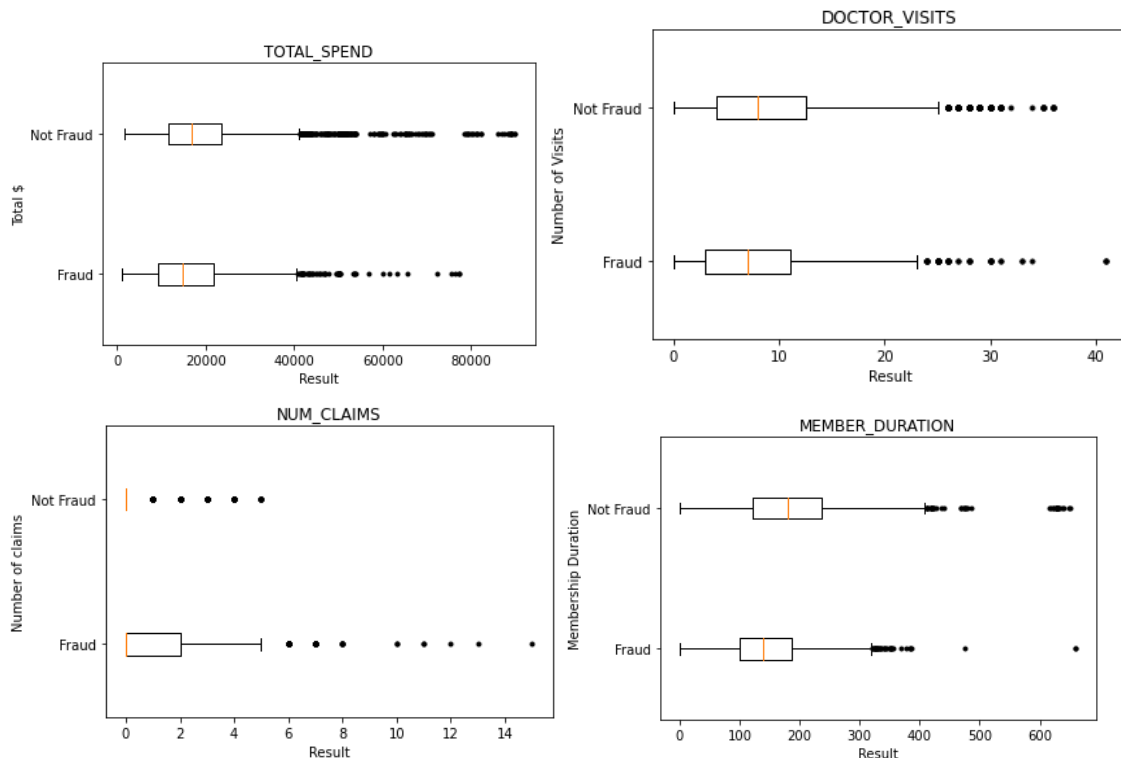 TOTAL_SPEND
Total $
Not Fraud
Fraud
0 20000 40000 60000 80000
Result
DOCTOR_VISITS
Number of Visits
Not Fraud
Fraud
0 10 20 30 40
Result
NUM_CLAIMS
Number of claims
Not Fraud
Fraud
0 2 4 6 8 10 12 14
Result
MEMBER_DURATION
Membership Duration
Not Fraud
Fraud
0 100 200 300 400 500 600
Result